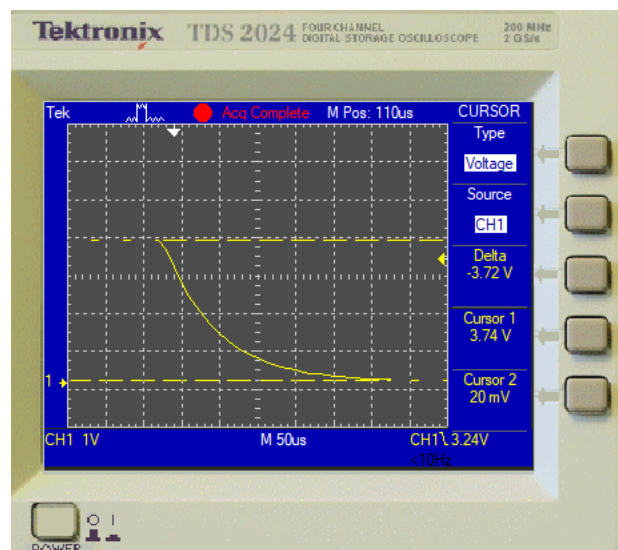 Tektronix TDS 2024 FOUR CHANNEL DIGITAL STORAGE OSCILLOSCOPE 200 MHz 2 GS/s
Tek Acq Complete M Pos: 110us CURSOR
Type
Voltage
Source
CH1
Delta
-3.72 V
Cursor 1
3.74 V
Cursor 2
20 mV
1
CH1 1V M 50us CH1 3.24V
<10Hz
POWER